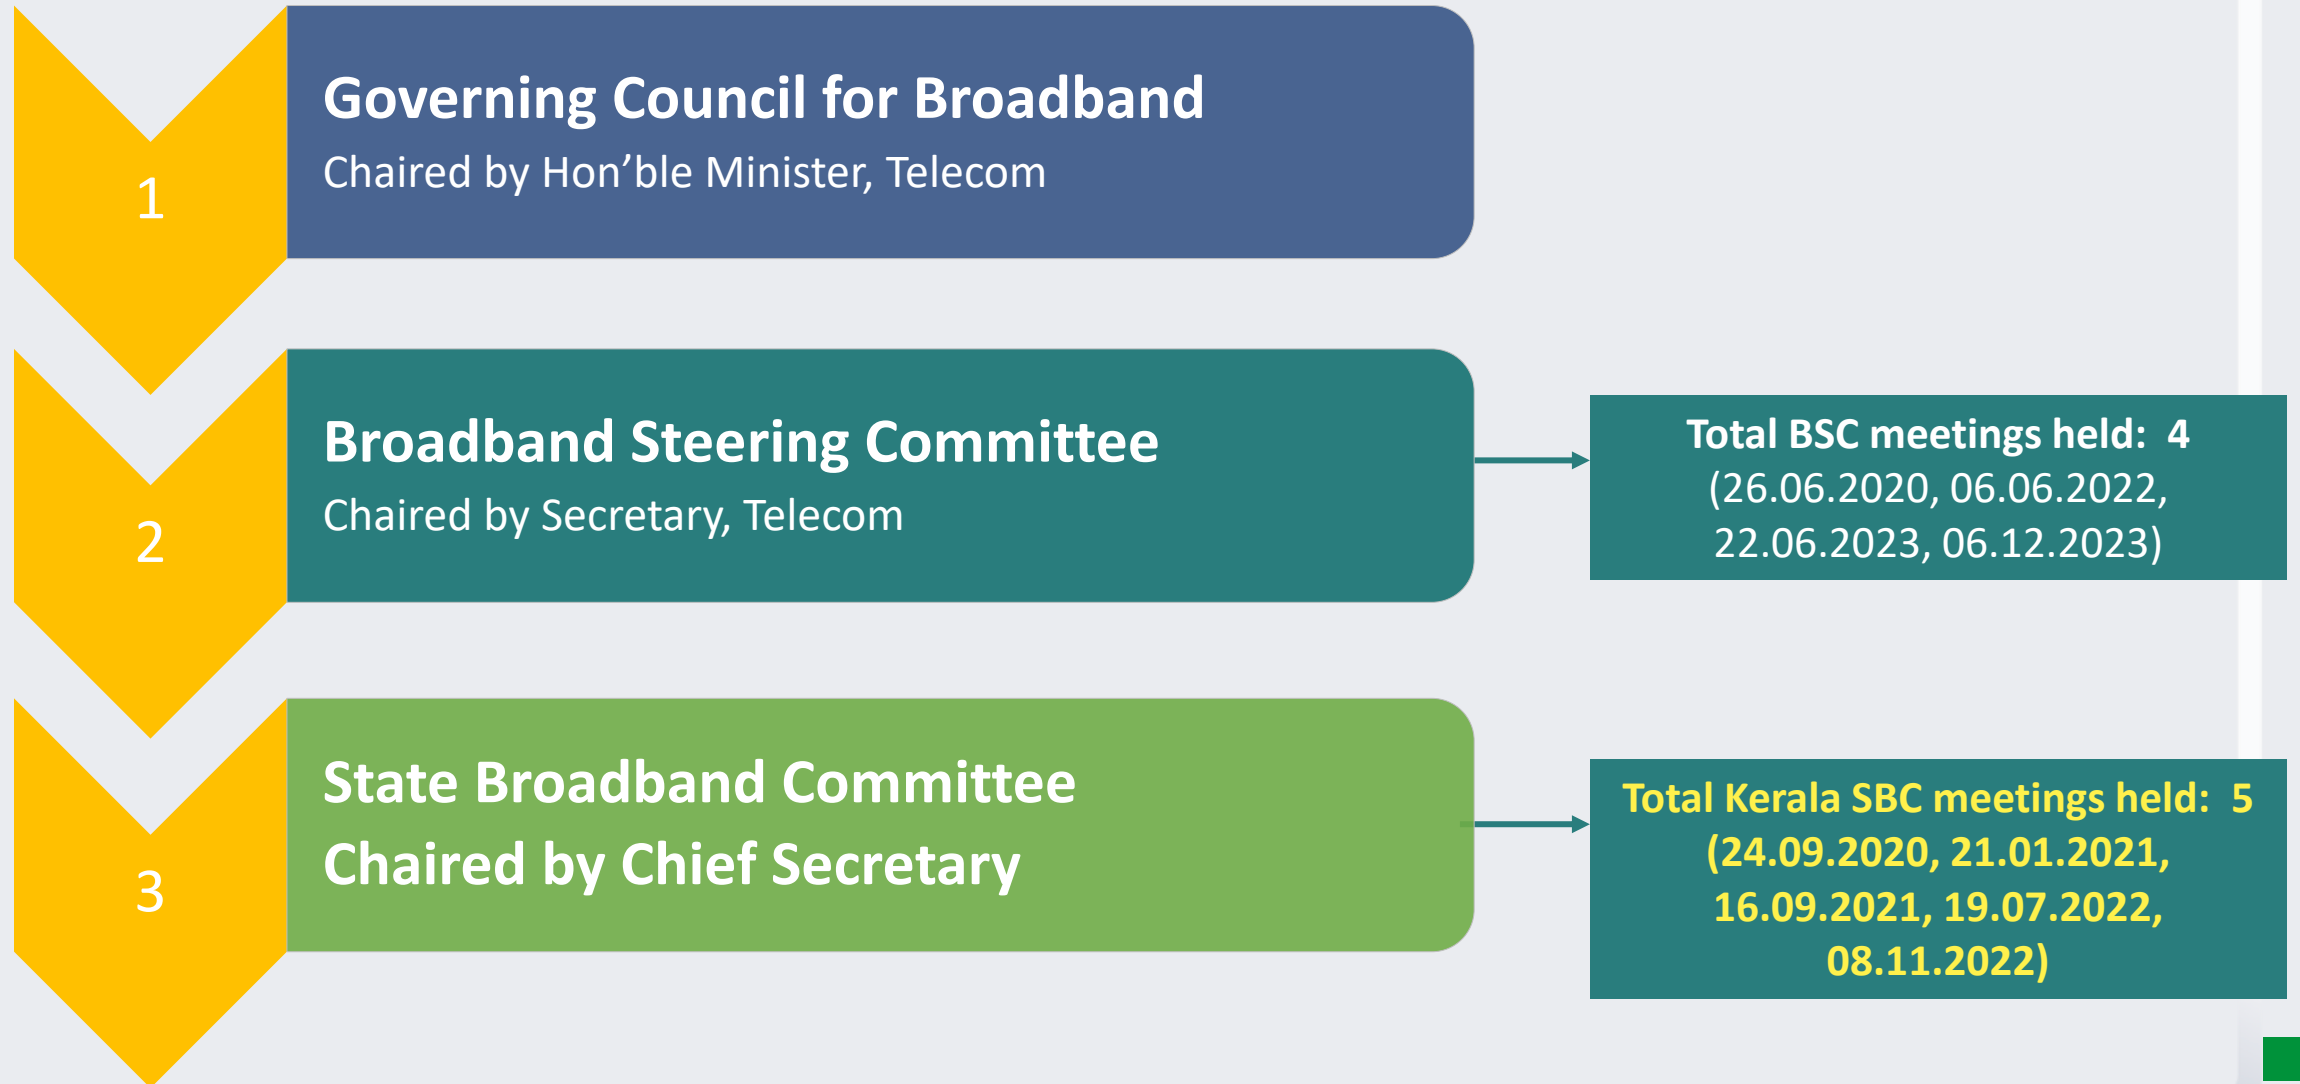 1
Governing Council for Broadband
Chaired by Hon’ble Minister, Telecom
2
Broadband Steering Committee
Chaired by Secretary, Telecom
Total BSC meetings held: 4
(26.06.2020, 06.06.2022,
22.06.2023, 06.12.2023)
3
State Broadband Committee
Chaired by Chief Secretary
Total Kerala SBC meetings held: 5
(24.09.2020, 21.01.2021,
16.09.2021, 19.07.2022,
08.11.2022)